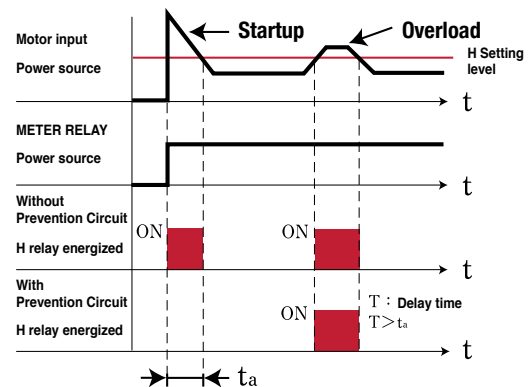 Startup
Overload
Motor input
Power source
H Setting
level
t
METER RELAY
Power source
t
Without
Prevention Circuit
H relay energized
ON
ON
t
With
Prevention Circuit
H relay energized
ON
T : Delay time
T>ta
t
ta